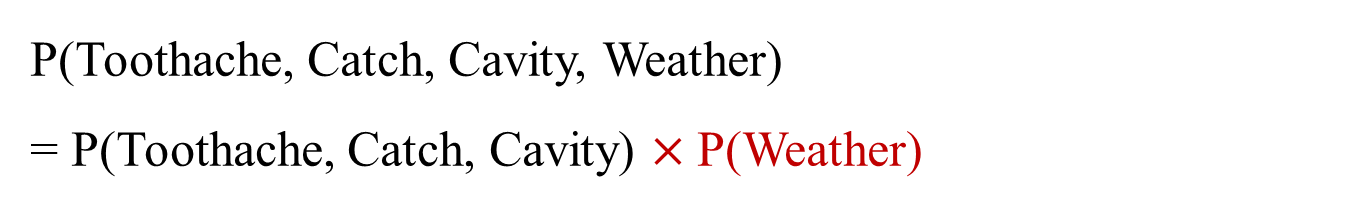 P(Toothache, Catch, Cavity, Weather)
= P(Toothache, Catch, Cavity) × P(Weather)